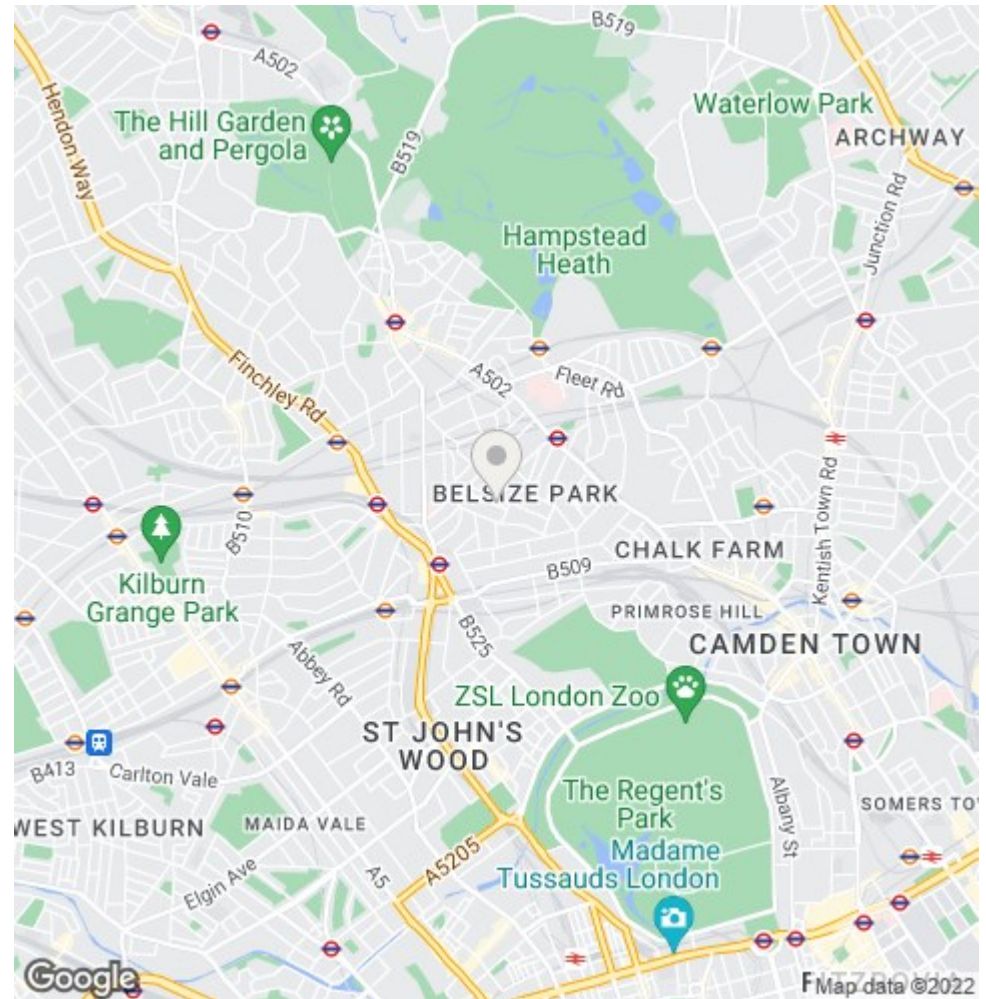 B519
A502
Hendon Way
The Hill Garden
and Pergola
B519
Waterlow Park
ARCHWAY
Junction Rd
Hampstead
Heath
Finchley Rd
A502
Fleet Rd
BELSIZE PARK
B510
Kentish Town Rd
Kilburn
Grange Park
CHALK FARM
B509
PRIMROSE HILL
B525
CAMDEN TOWN
Abbey Rd
ZSL London Zoo
ST JOHN'S
WOOD
B413
Carlton Vale
Albany St
The Regent's
Park
SOMERS TO
WEST KILBURN
MAIDA VALE
A5205
Madame
Tussauds London
Elgin Ave
A5
Google
Map data ©2022